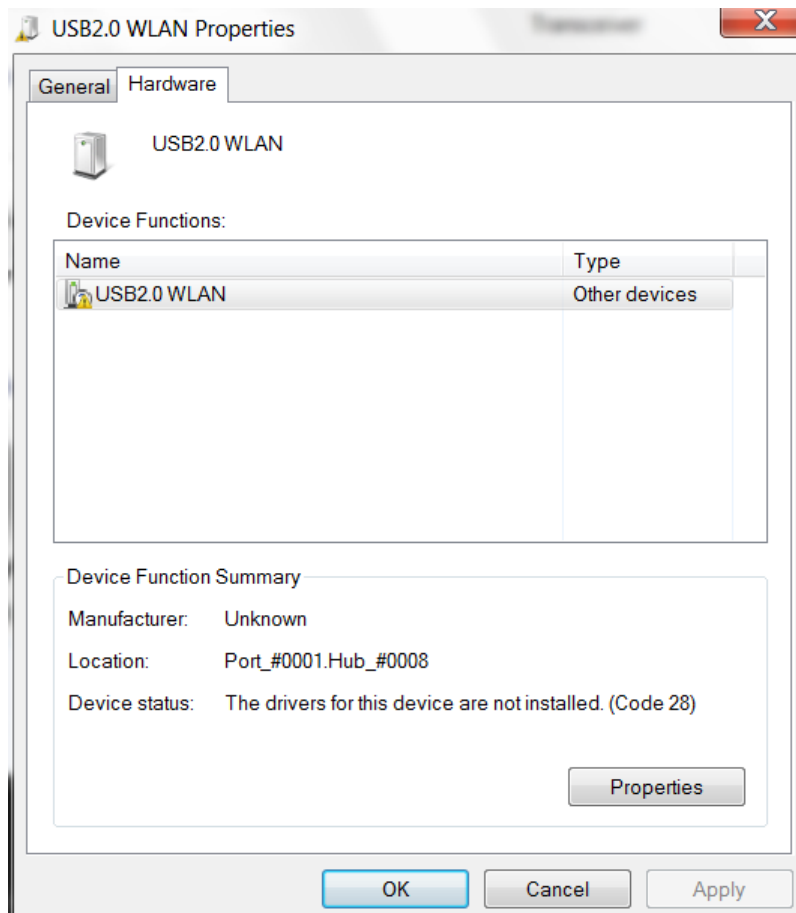 USB2.0 WLAN Properties
General Hardware
USB2.0 WLAN
Device Functions:
Name Type
USB2.0 WLAN Other devices
Device Function Summary
Manufacturer: Unknown
Location: Port_#0001.Hub_#0008
Device status: The drivers for this device are not installed. (Code 28)
Properties
OK Cancel Apply